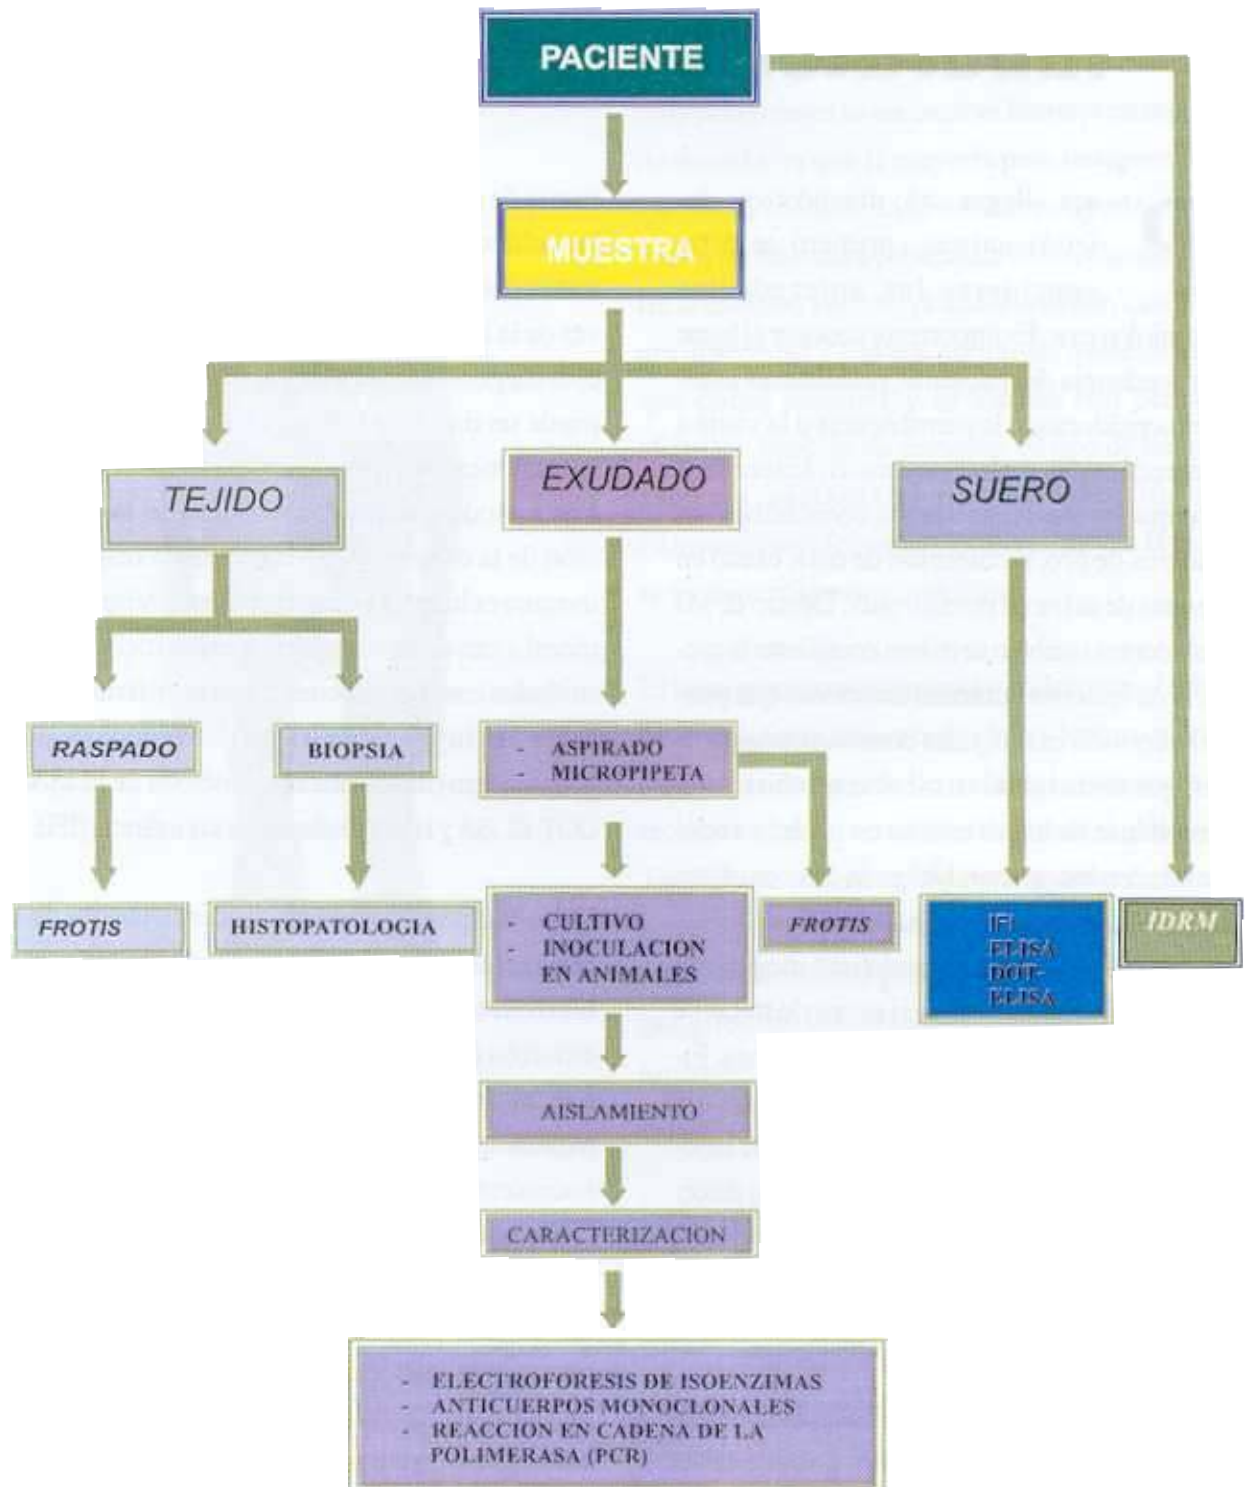 PACIENTE
MUESTRA
TEJIDO
EXUDADO
SUERO
RASPADO
BIOPSIA
- ASPIRADO
- MICROPIPETA
FROTIS
HISTOPATOLOGIA
- CULTIVO
- INOCULACION
EN ANIMALES
FROTIS
IFI
ELISA
DOT-
ELISA
IDRM
AISLAMIENTO
CARACTERIZACION
- ELECTROFORESIS DE ISOENZIMAS
- ANTICUERPOS MONOCLONALES
- REACCION EN CADENA DE LA
POLIMERASA (PCR)